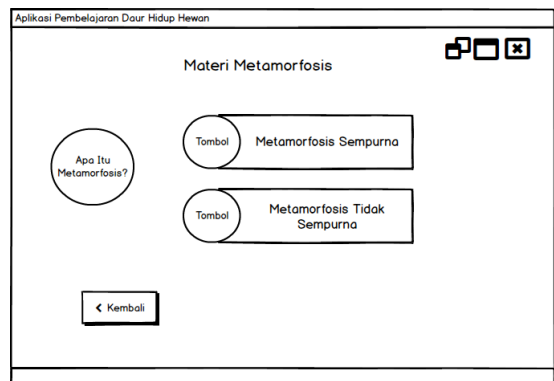 Aplikasi Pembelajaran Daur Hidup Hewan
Materi Metamorfosis
Apa Itu
Metamorfosis?
Tombol
Metamorfosis Sempurna
Tombol
Metamorfosis Tidak
Sempurna
Kembali